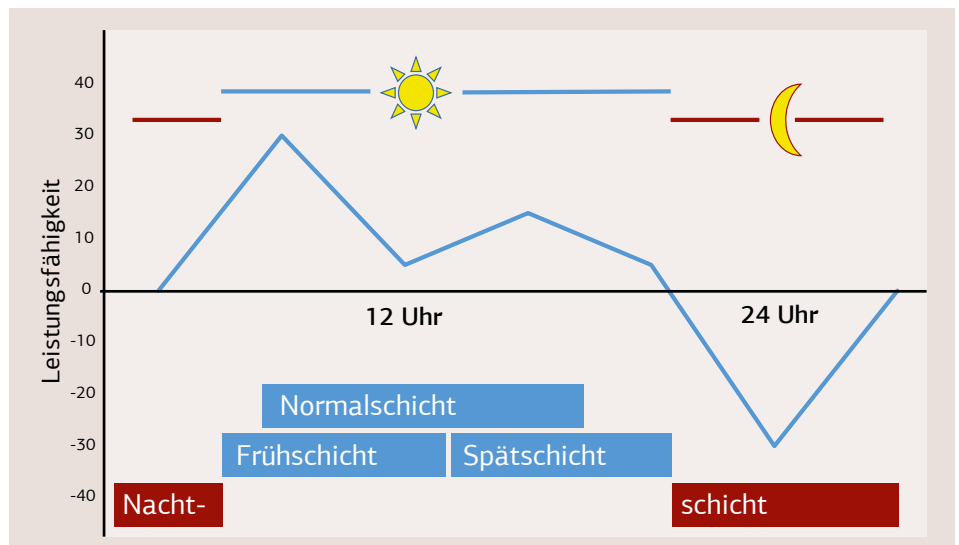 40
30
20
10
0
-10
-20
-30
-40
Leistungsfähigkeit
12 Uhr
24 Uhr
Normalschicht
Frühschicht
Spätschicht
Nacht-
schicht